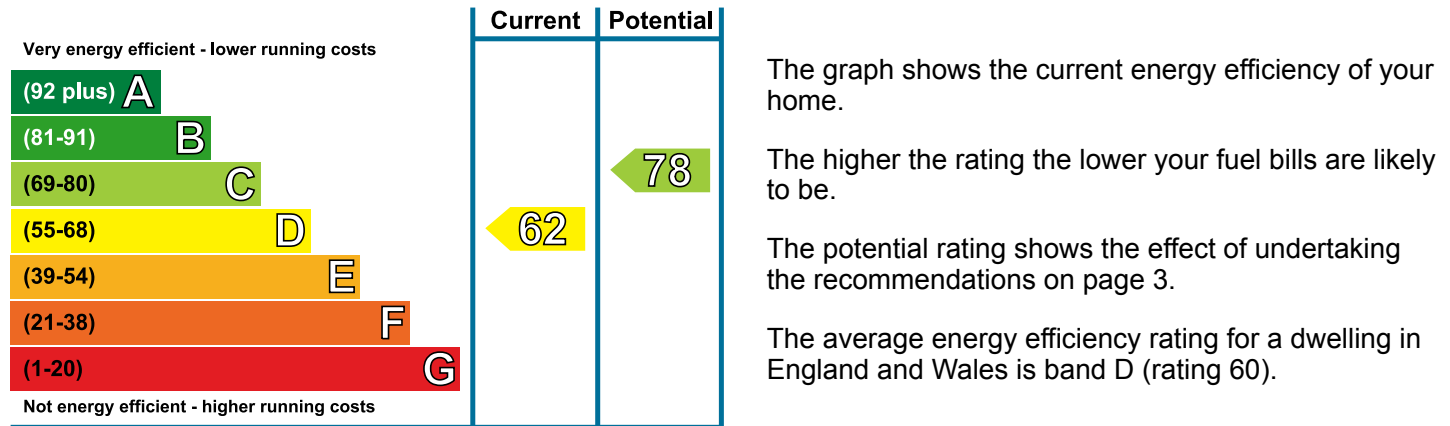 Current Potential
Very energy efficient - lower running costs
(92 plus) A
(81-91) B
(69-80) C
(55-68) D
(39-54) E
(21-38) F
(1-20) G
Not energy efficient - higher running costs
78
62
The graph shows the current energy efficiency of your
home.
The higher the rating the lower your fuel bills are likely
to be.
The potential rating shows the effect of undertaking
the recommendations on page 3.
The average energy efficiency rating for a dwelling in
England and Wales is band D (rating 60).